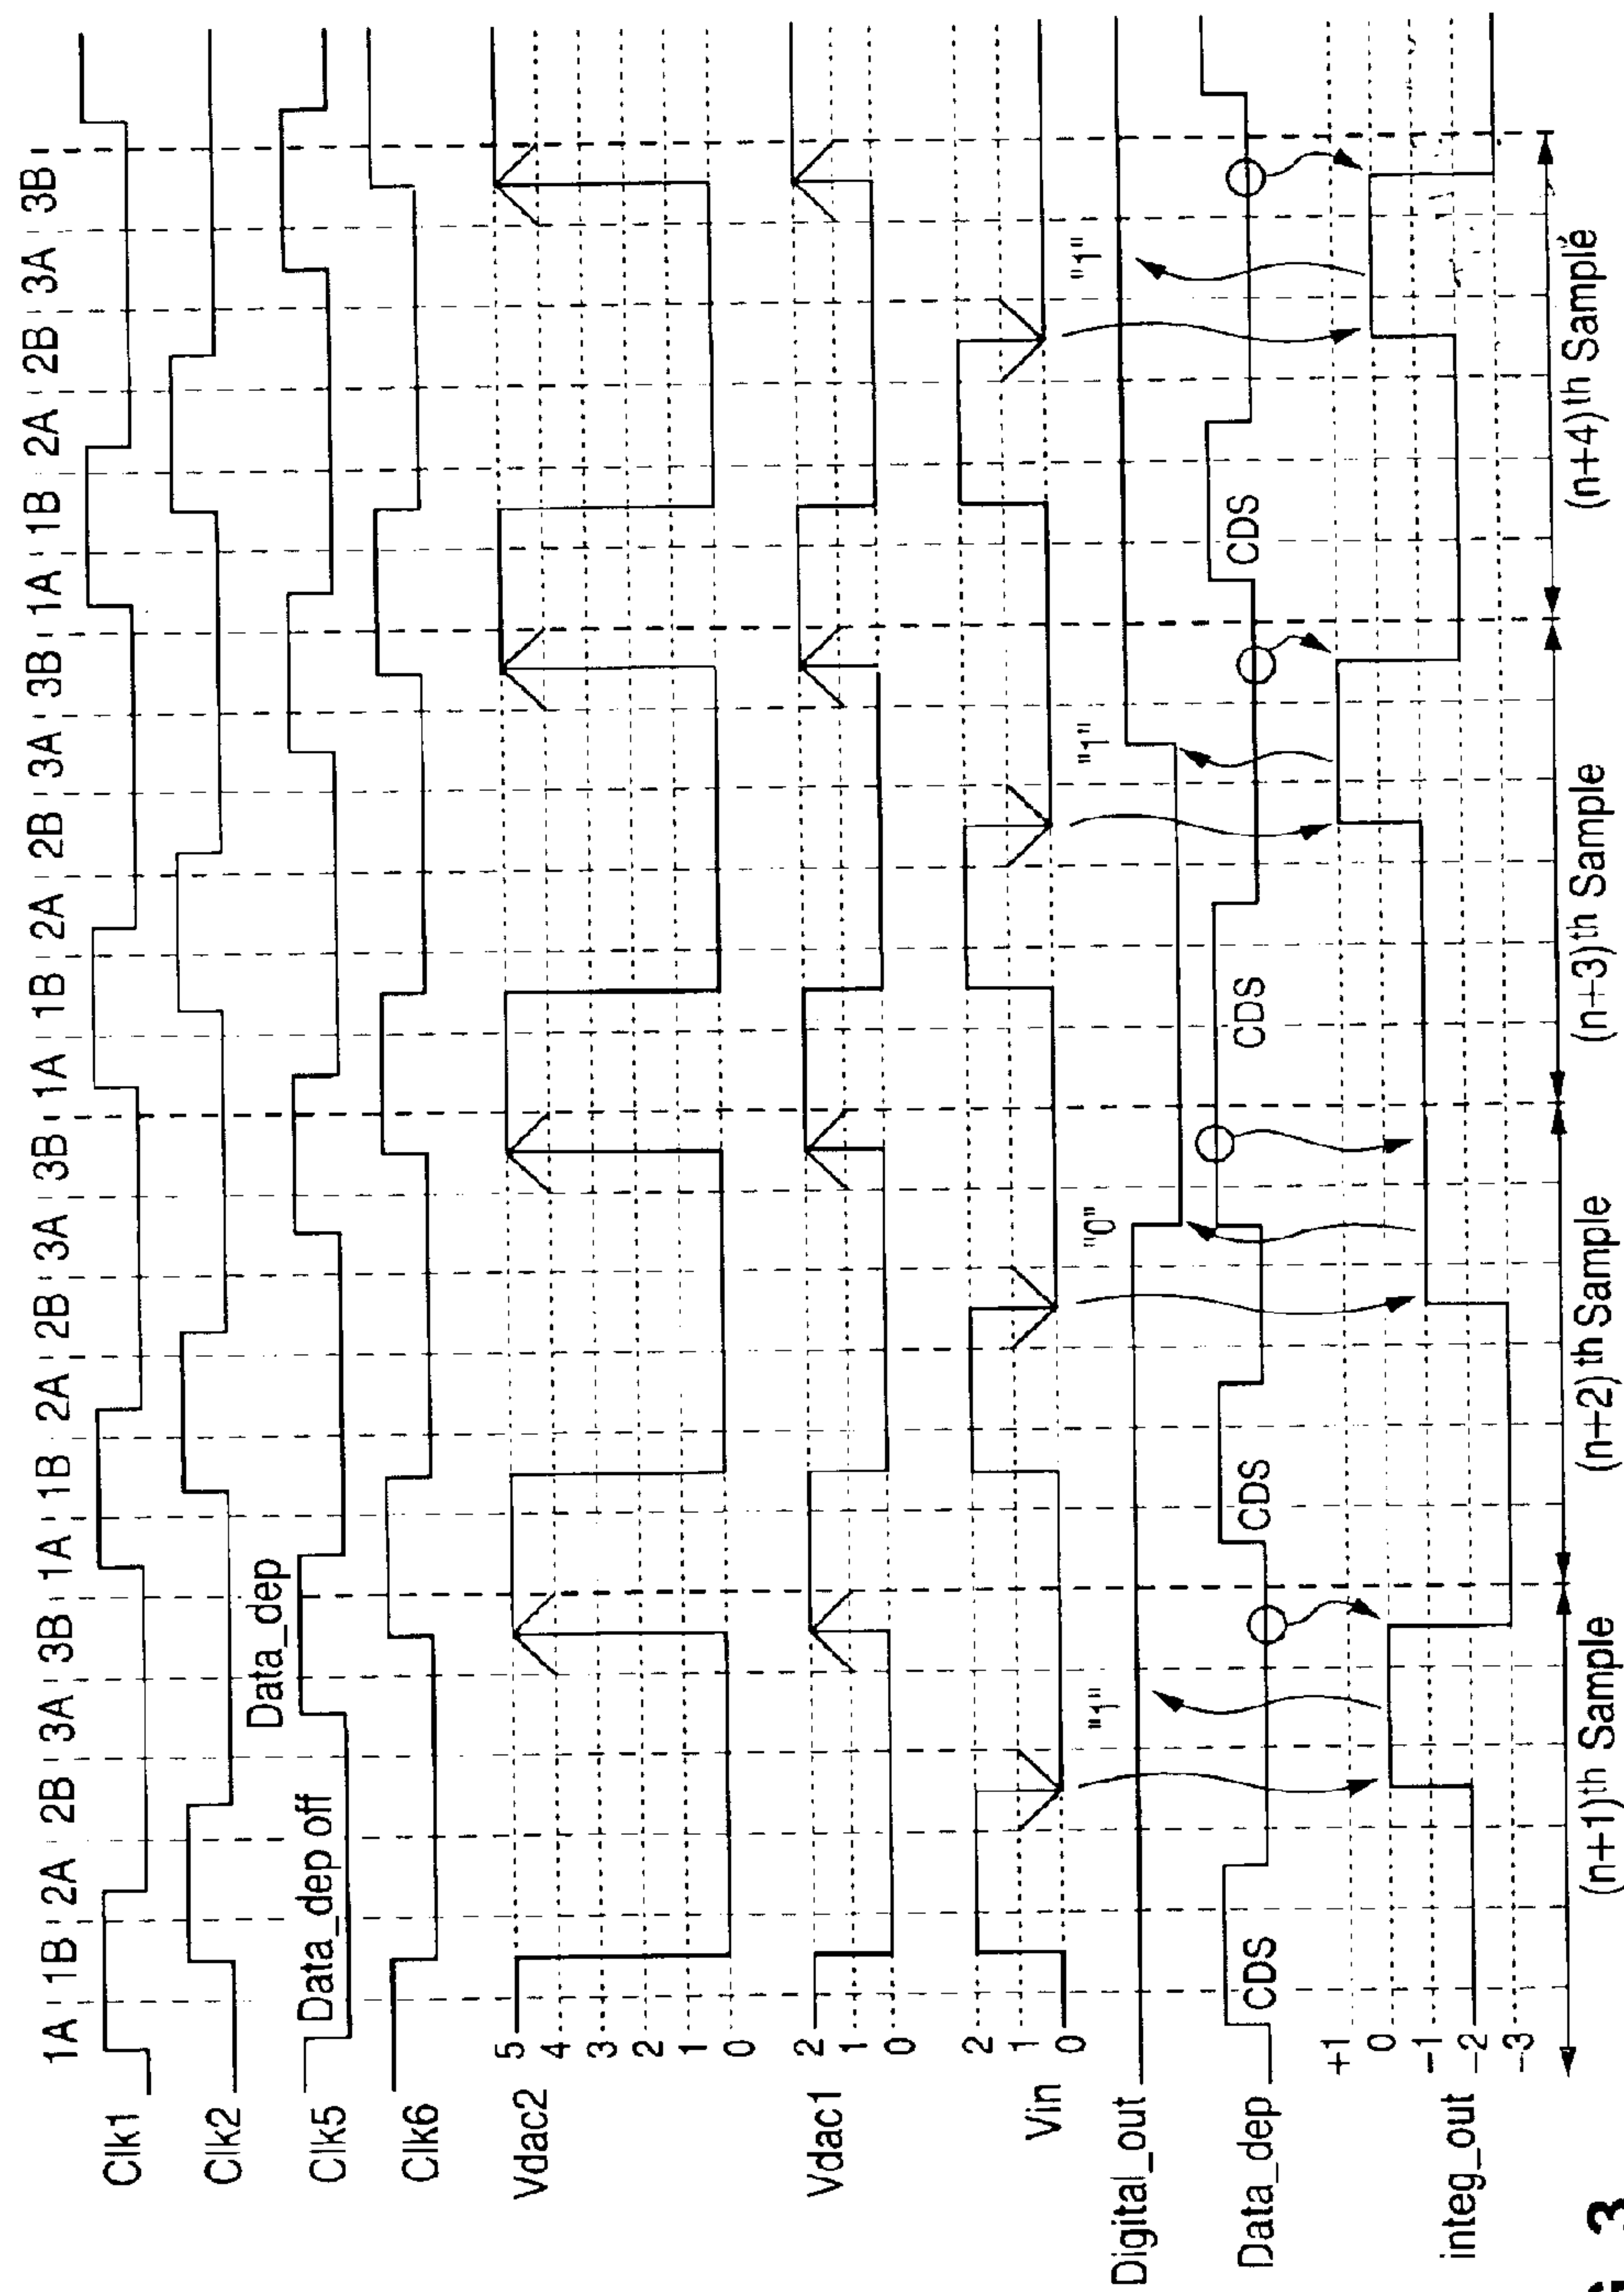 1A 1B 2A 2B 3A 3B 1A 1B 2A 2B 3A 3B 1A 1B 2A 2B 3A 3B 1A 1B 2A 2B 3A 3B
Clk1
Clk2
Clk5 Data_dep off Data_dep
Clk6
Vdac2
5
4
3
2
1
0
Vdac1
2
1
0
Vin
2
1
0
Digital_out "1" "0" "1" "1"
Data_dep CDS CDS CDS CDS
integ_out
+1
0
-1
-2
-3
(n+1)th Sample (n+2)th Sample (n+3)th Sample (n+4)th Sample
3